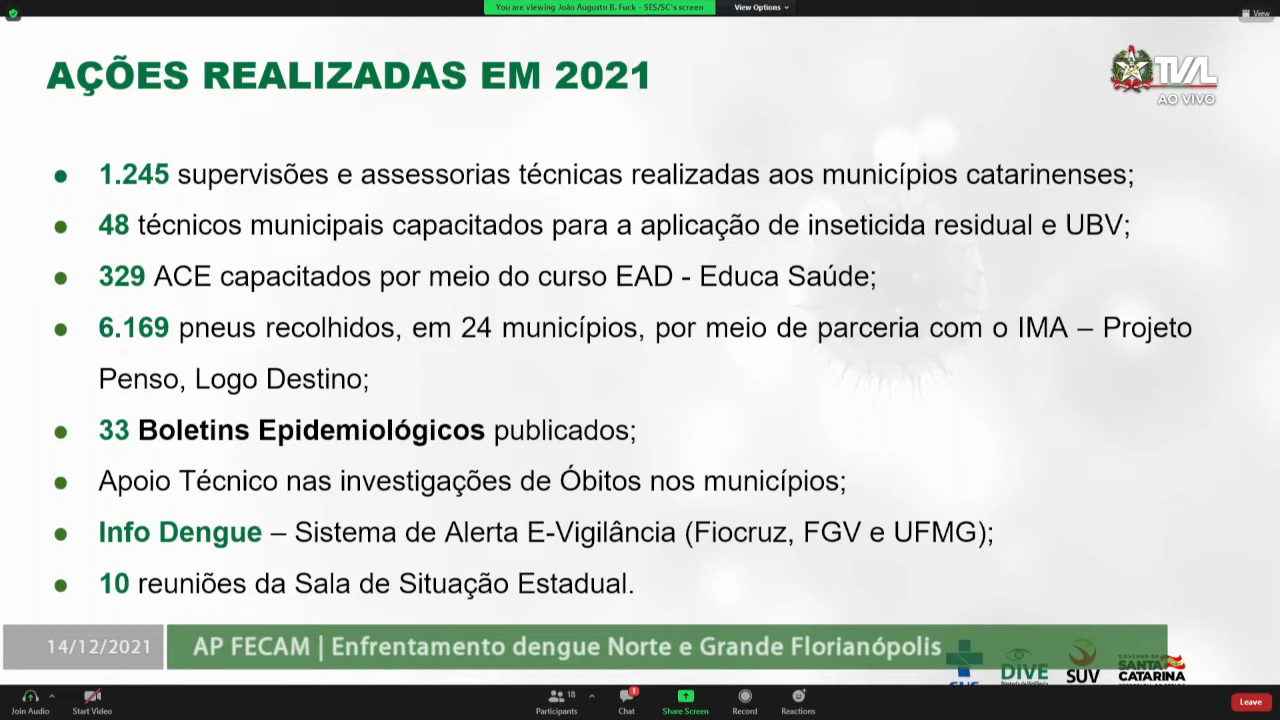 You are viewing João Augusto B. Fuck - SES/SC's screen
View Options
View
AÇÕES REALIZADAS EM 2021
TVAL
AO VIVO
1.245 supervisões e assessorias técnicas realizadas aos municípios catarinenses;
48 técnicos municipais capacitados para a aplicação de inseticida residual e UBV;
329 ACE capacitados por meio do curso EAD - Educa Saúde;
6.169 pneus recolhidos, em 24 municípios, por meio de parceria com o IMA – Projeto
Penso, Logo Destino;
33 Boletins Epidemiológicos publicados;
Apoio Técnico nas investigações de Óbitos nos municípios;
Info Dengue – Sistema de Alerta E-Vigilância (Fiocruz, FGV e UFMG);
10 reuniões da Sala de Situação Estadual.
14/12/2021
AP FECAM | Enfrentamento dengue Norte e Grande Florianópolis
DIVE
SUV
GOVERNO DE
SANTA
CATARINA
Join Audio
Start Video
18
Participants
1
Chat
Share Screen
Record
Reactions
Leave